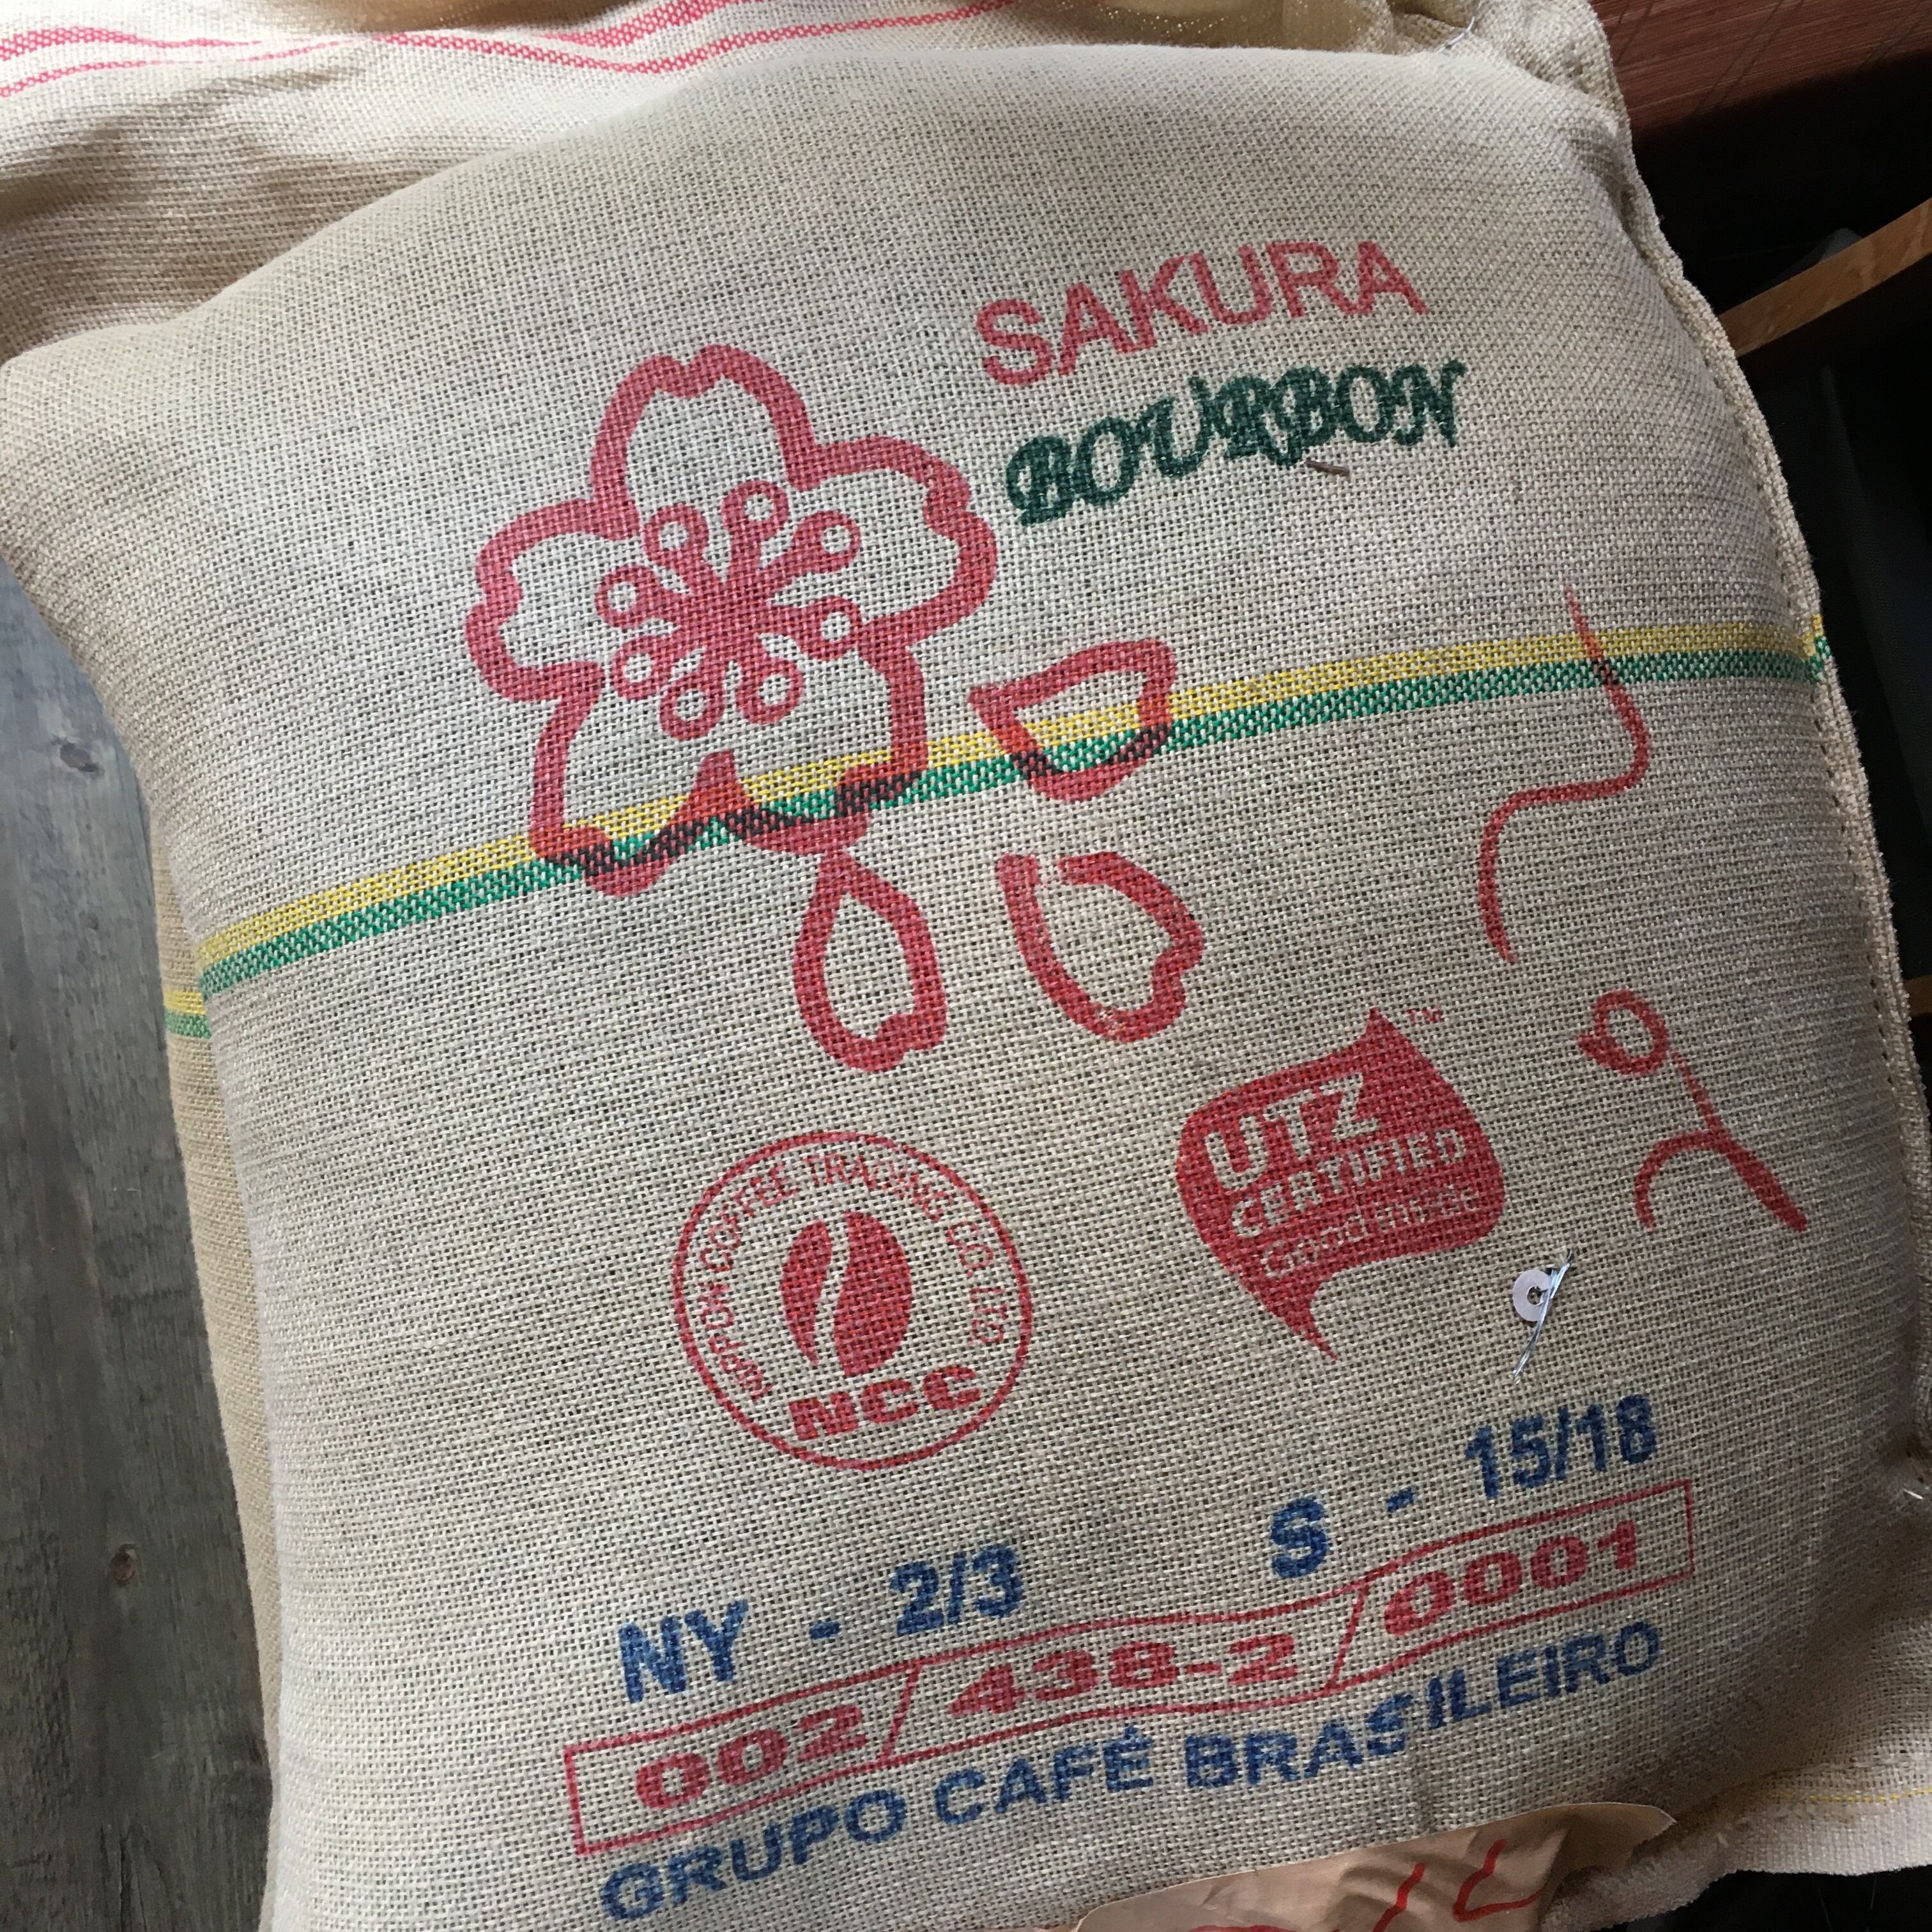 SAKURA
BOURBON
UTZ
CERTIFIED
Good inside
TM
NIPPON COFFEE TRADING CO. LTD
NCC
NY - 2/3 S - 15/18
002/438-2/0001
GRUPO CAFÉ BRASILEIRO